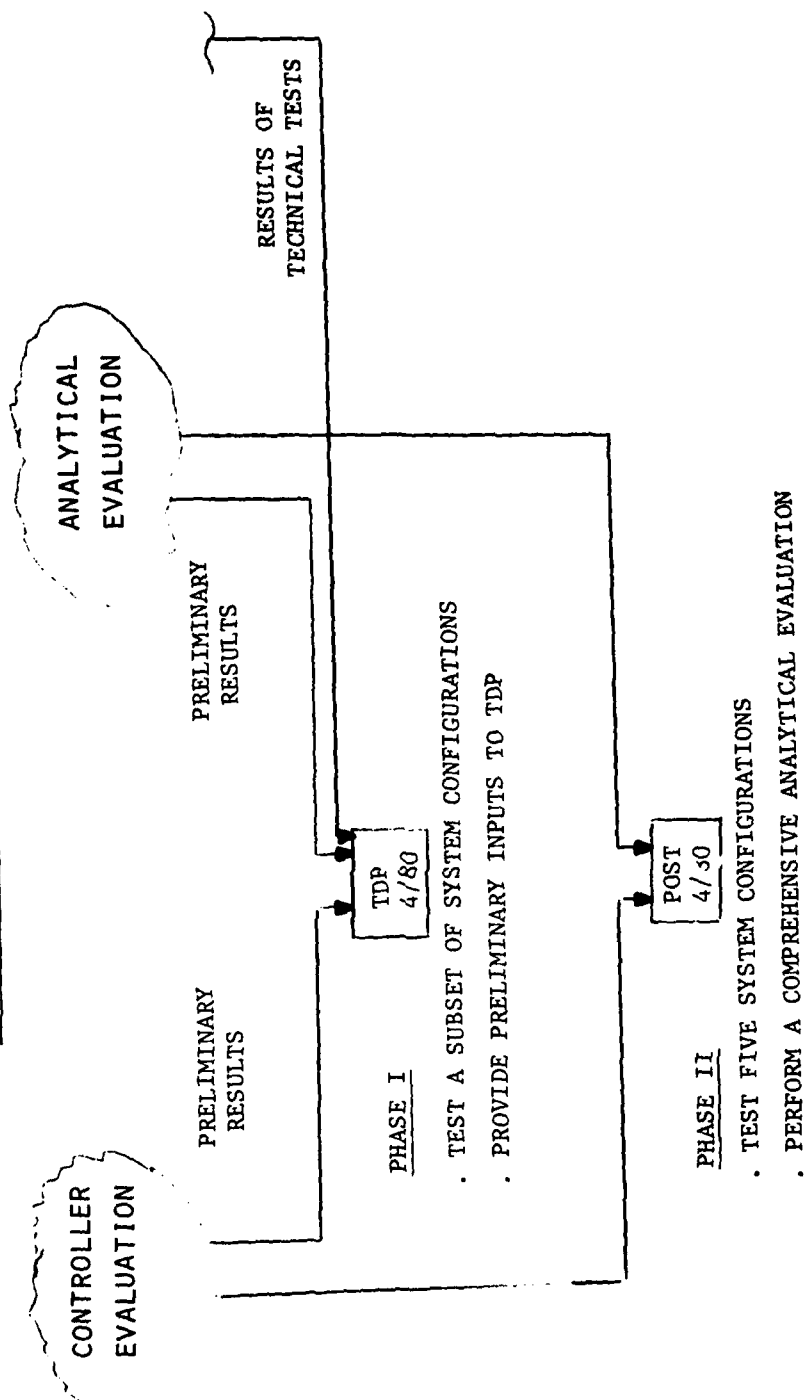 CONTROLLER
EVALUATION
ANALYTICAL
EVALUATION
PRELIMINARY
RESULTS
PRELIMINARY
RESULTS
RESULTS OF
TECHNICAL TESTS
TDP
4/80
PHASE I
. TEST A SUBSET OF SYSTEM CONFIGURATIONS
. PROVIDE PRELIMINARY INPUTS TO TDP
POST
4/30
PHASE II
. TEST FIVE SYSTEM CONFIGURATIONS
. PERFORM A COMPREHENSIVE ANALYTICAL EVALUATION